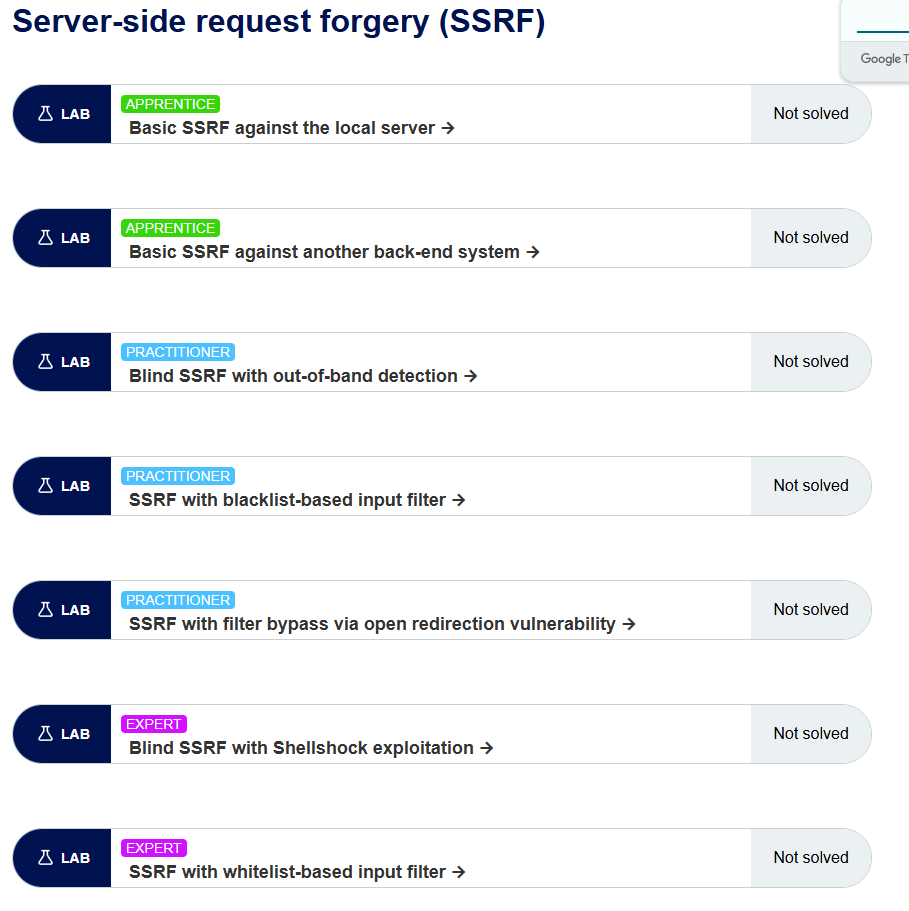 Server-side request forgery (SSRF)
Google T
LAB
APPRENTICE
Basic SSRF against the local server →
Not solved
LAB
APPRENTICE
Basic SSRF against another back-end system →
Not solved
LAB
PRACTITIONER
Blind SSRF with out-of-band detection →
Not solved
LAB
PRACTITIONER
SSRF with blacklist-based input filter →
Not solved
LAB
PRACTITIONER
SSRF with filter bypass via open redirection vulnerability →
Not solved
LAB
EXPERT
Blind SSRF with Shellshock exploitation →
Not solved
LAB
EXPERT
SSRF with whitelist-based input filter →
Not solved